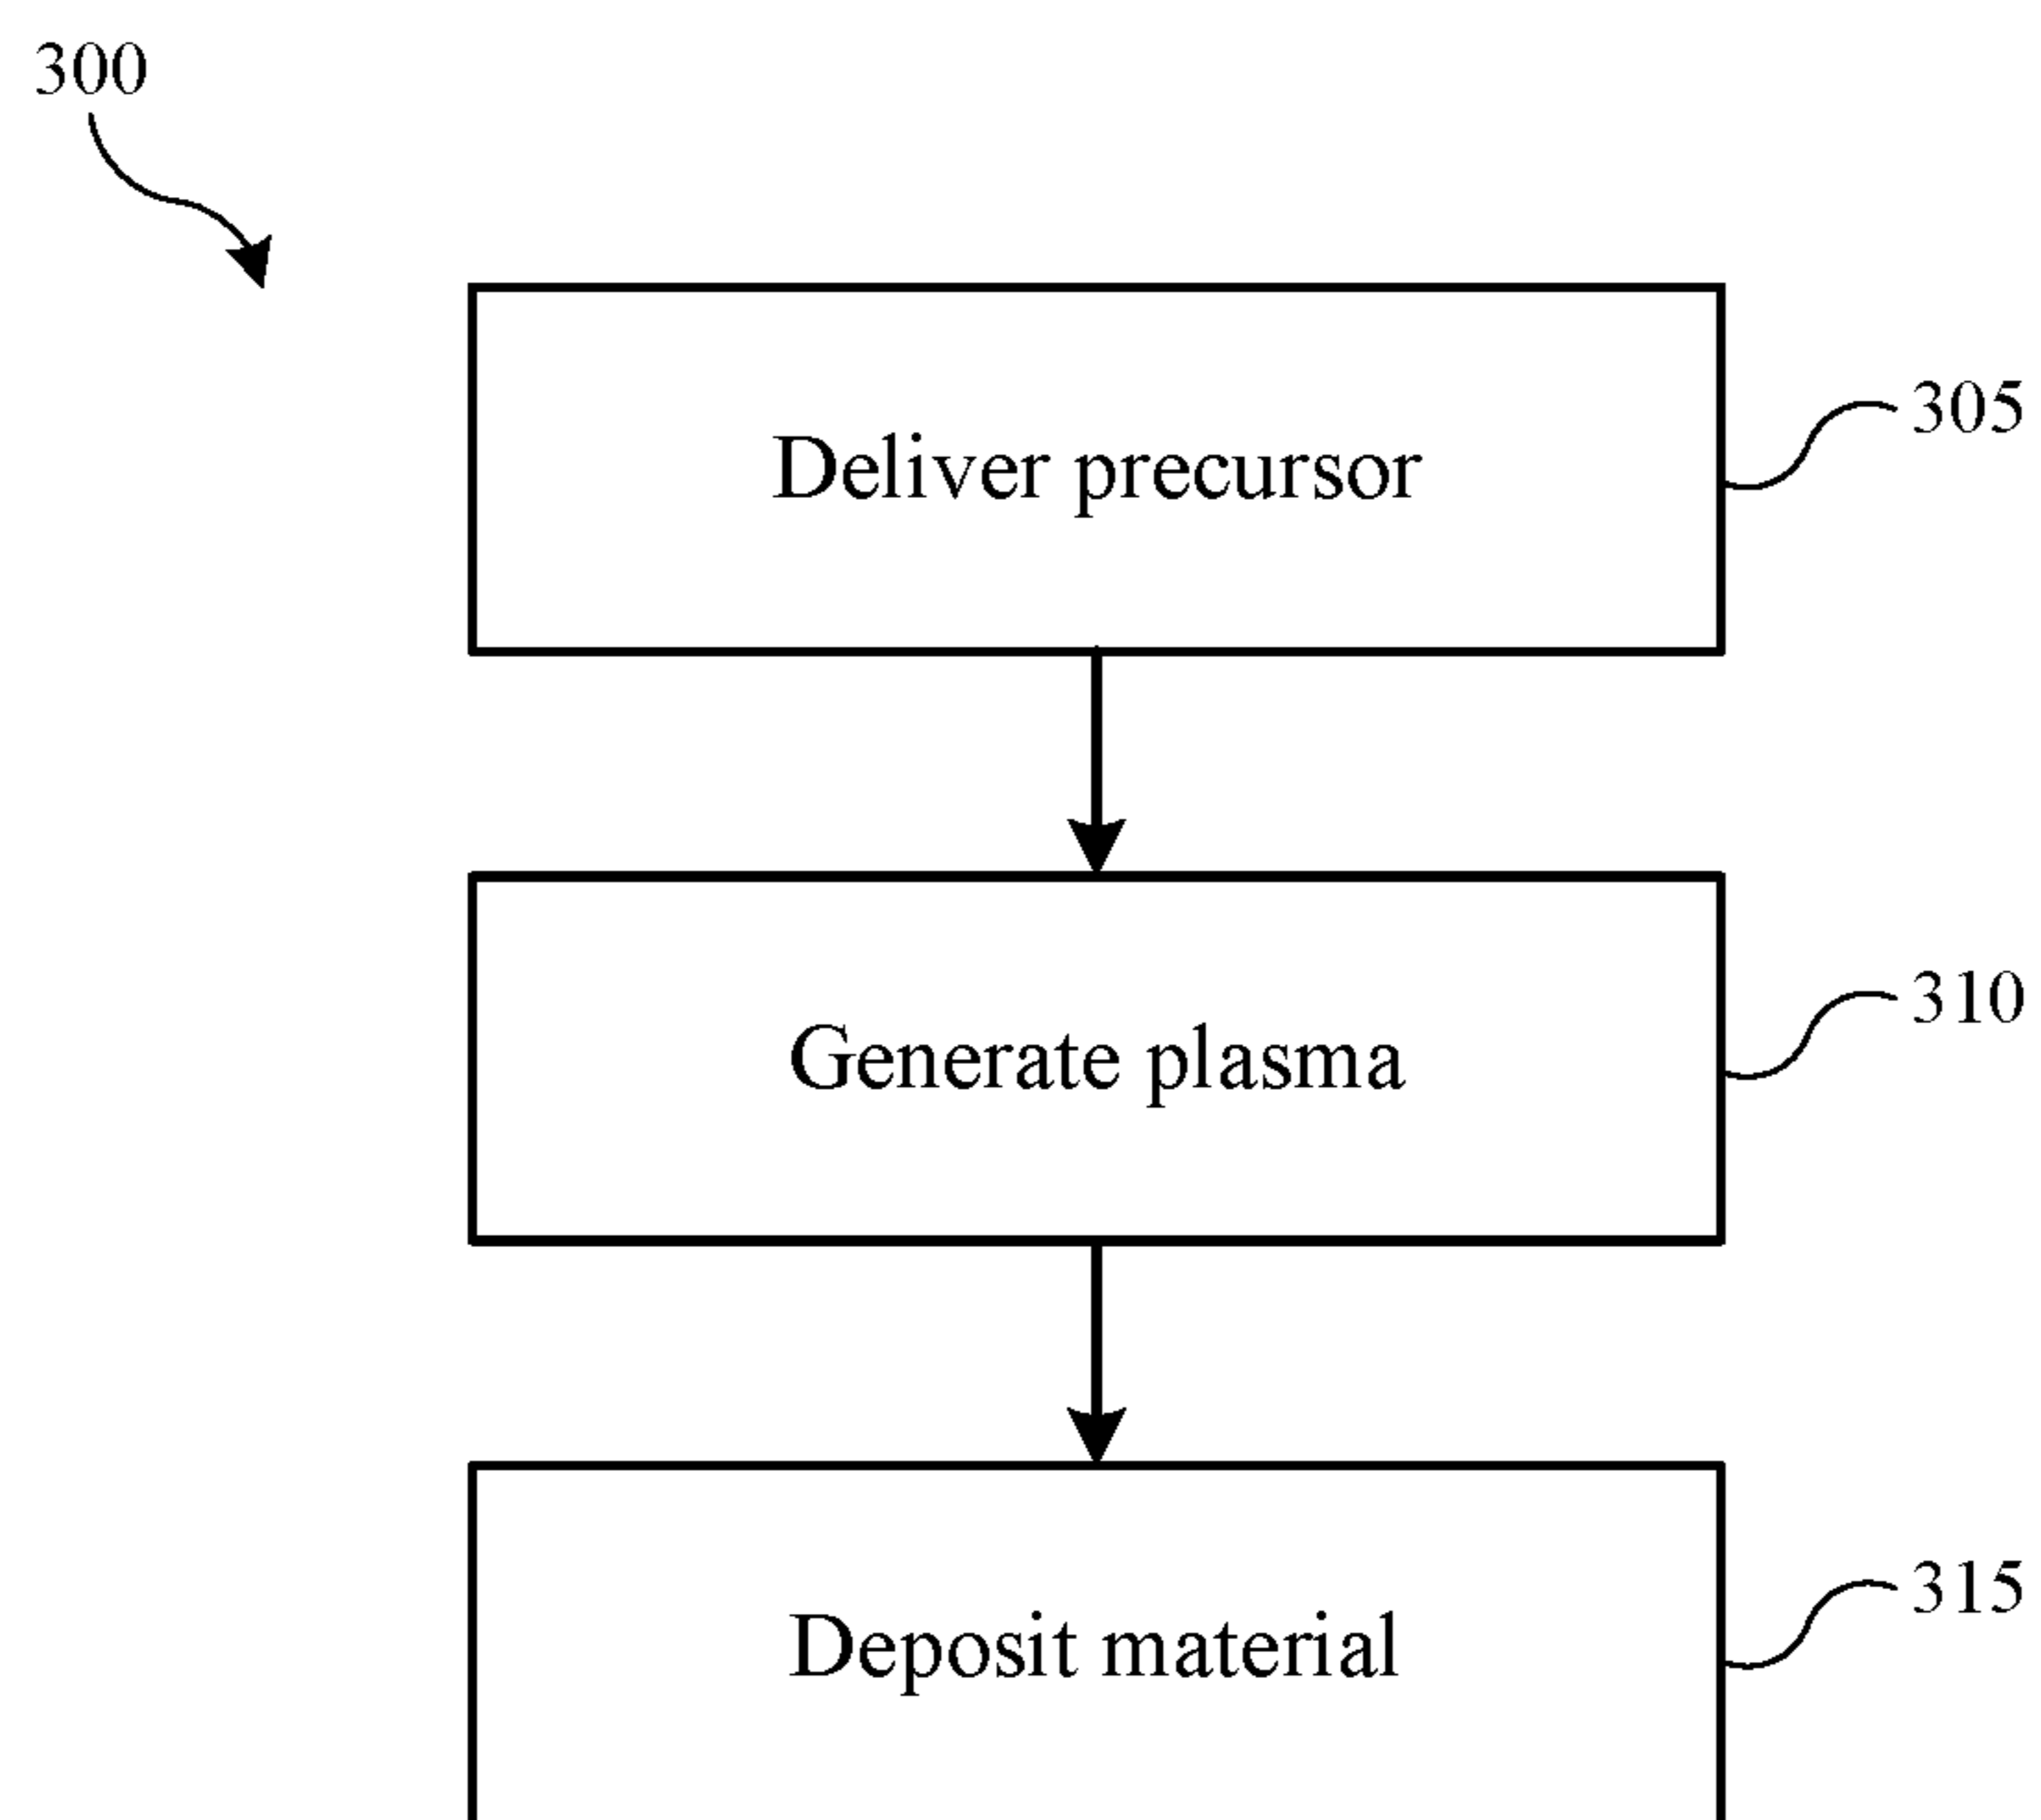 300
Deliver precursor
305
Generate plasma
310
Deposit material
315